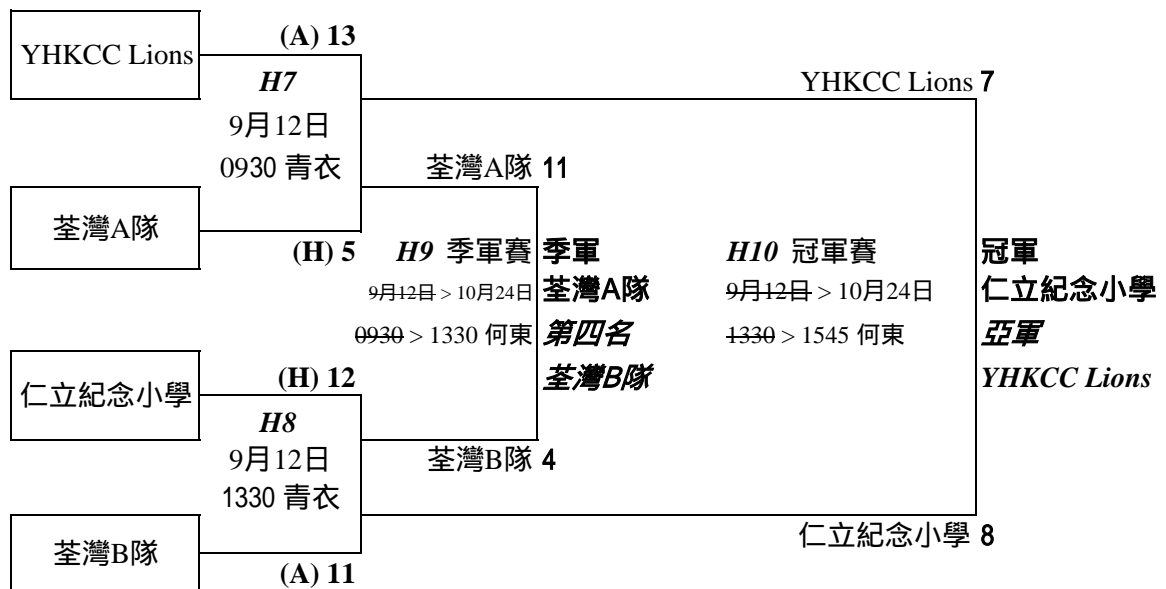 (A) 13
YHKCC Lions
H7
YHKCC Lions 7
9月12日
0930 青衣
荃灣A隊 11
荃灣A隊
(H) 5
H9 季軍賽 季軍
H10 冠軍賽
冠軍
9月12日 > 10月24日 荃灣A隊
9月12日 > 10月24日
仁立紀念小學
0930 > 1330 何東 第四名
1330 > 1545 何東
亞軍
(H) 12
荃灣B隊
YHKCC Lions
仁立紀念小學
H8
9月12日
荃灣B隊 4
1330 青衣
仁立紀念小學 8
荃灣B隊
(A) 11